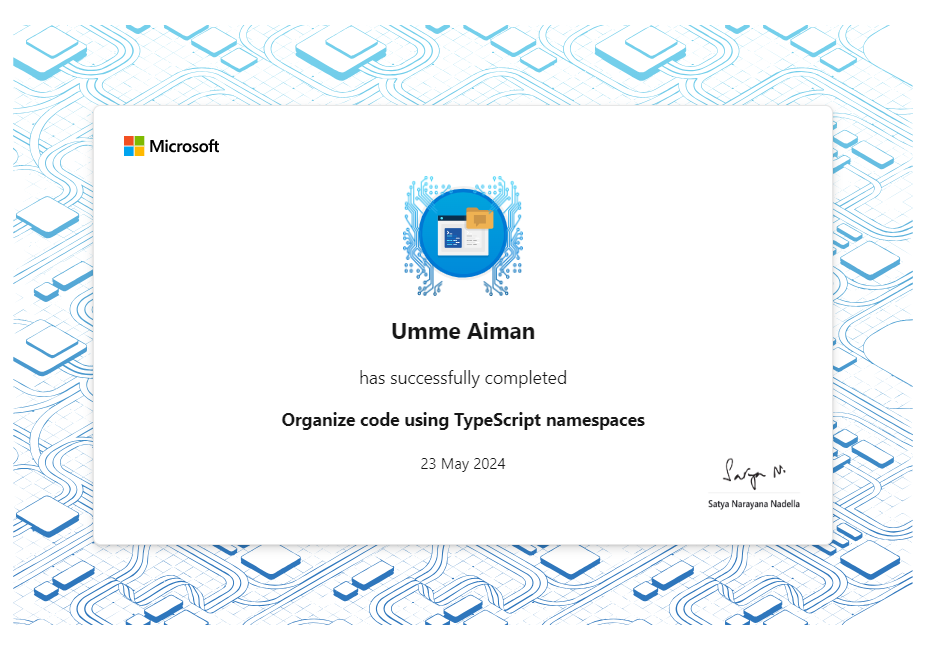 Microsoft
Umme Aiman
has successfully completed
Organize code using TypeScript namespaces
23 May 2024
Satya N.
Satya Narayana Nadella